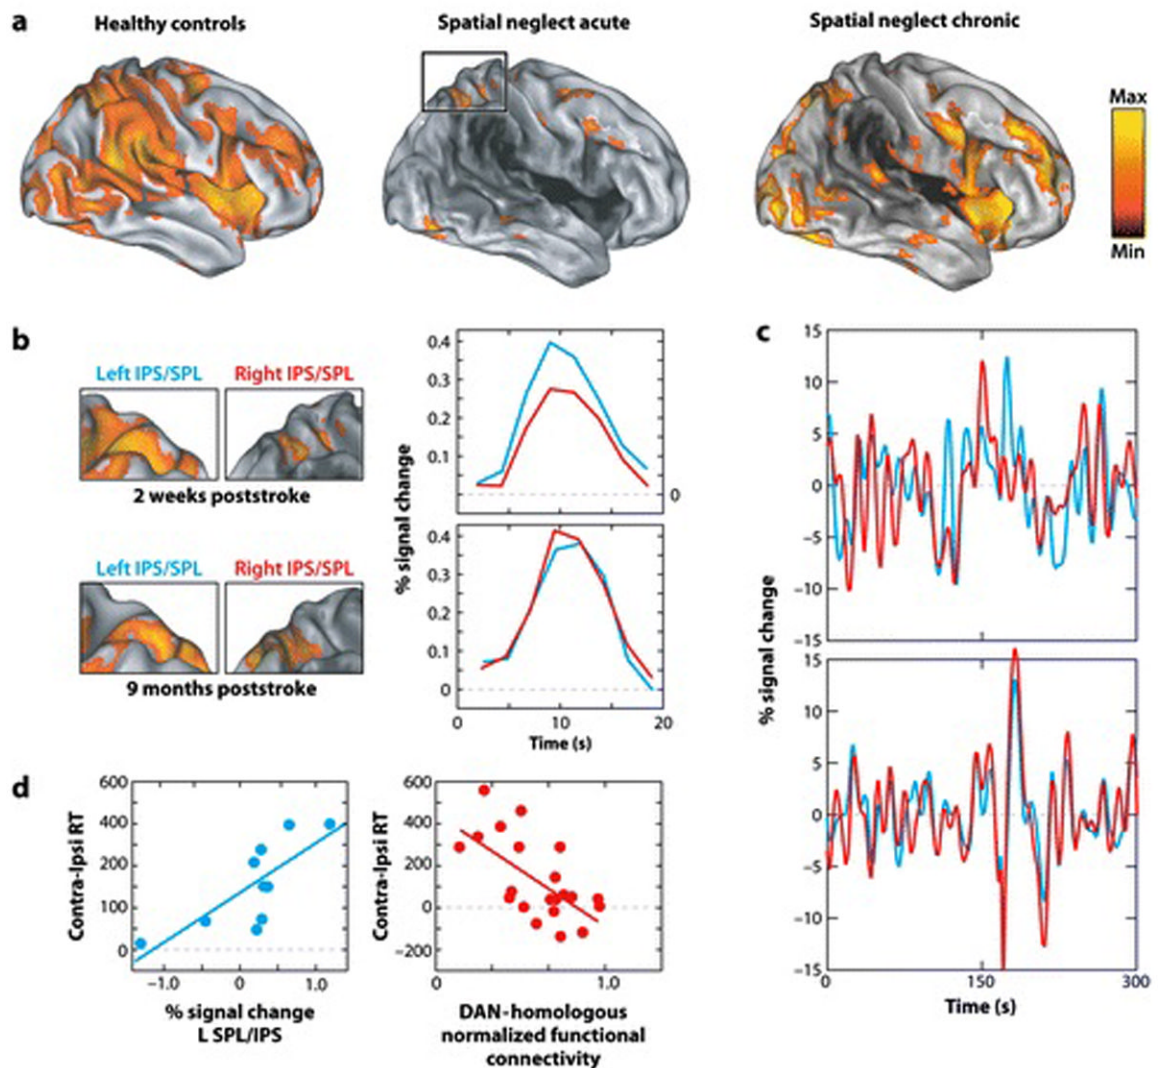 a
Healthy controls
Spatial neglect acute
Spatial neglect chronic
Max
Min
b
Left IPS/SPL
Right IPS/SPL
2 weeks poststroke
Left IPS/SPL
Right IPS/SPL
9 months poststroke
% signal change
0.4
0.3
0.2
0.1
0
0.4
0.3
0.2
0.1
0
0
10
20
Time (s)
c
% signal change
15
10
5
0
−5
−10
−15
15
10
5
0
−5
−10
−15
0
150
300
Time (s)
d
Contra-Ipsi RT
600
400
200
100
0
−1.0
0
1.0
% signal change
L SPL/IPS
Contra-Ipsi RT
600
400
200
0
−200
0
1.0
DAN-homologous
normalized functional
connectivity